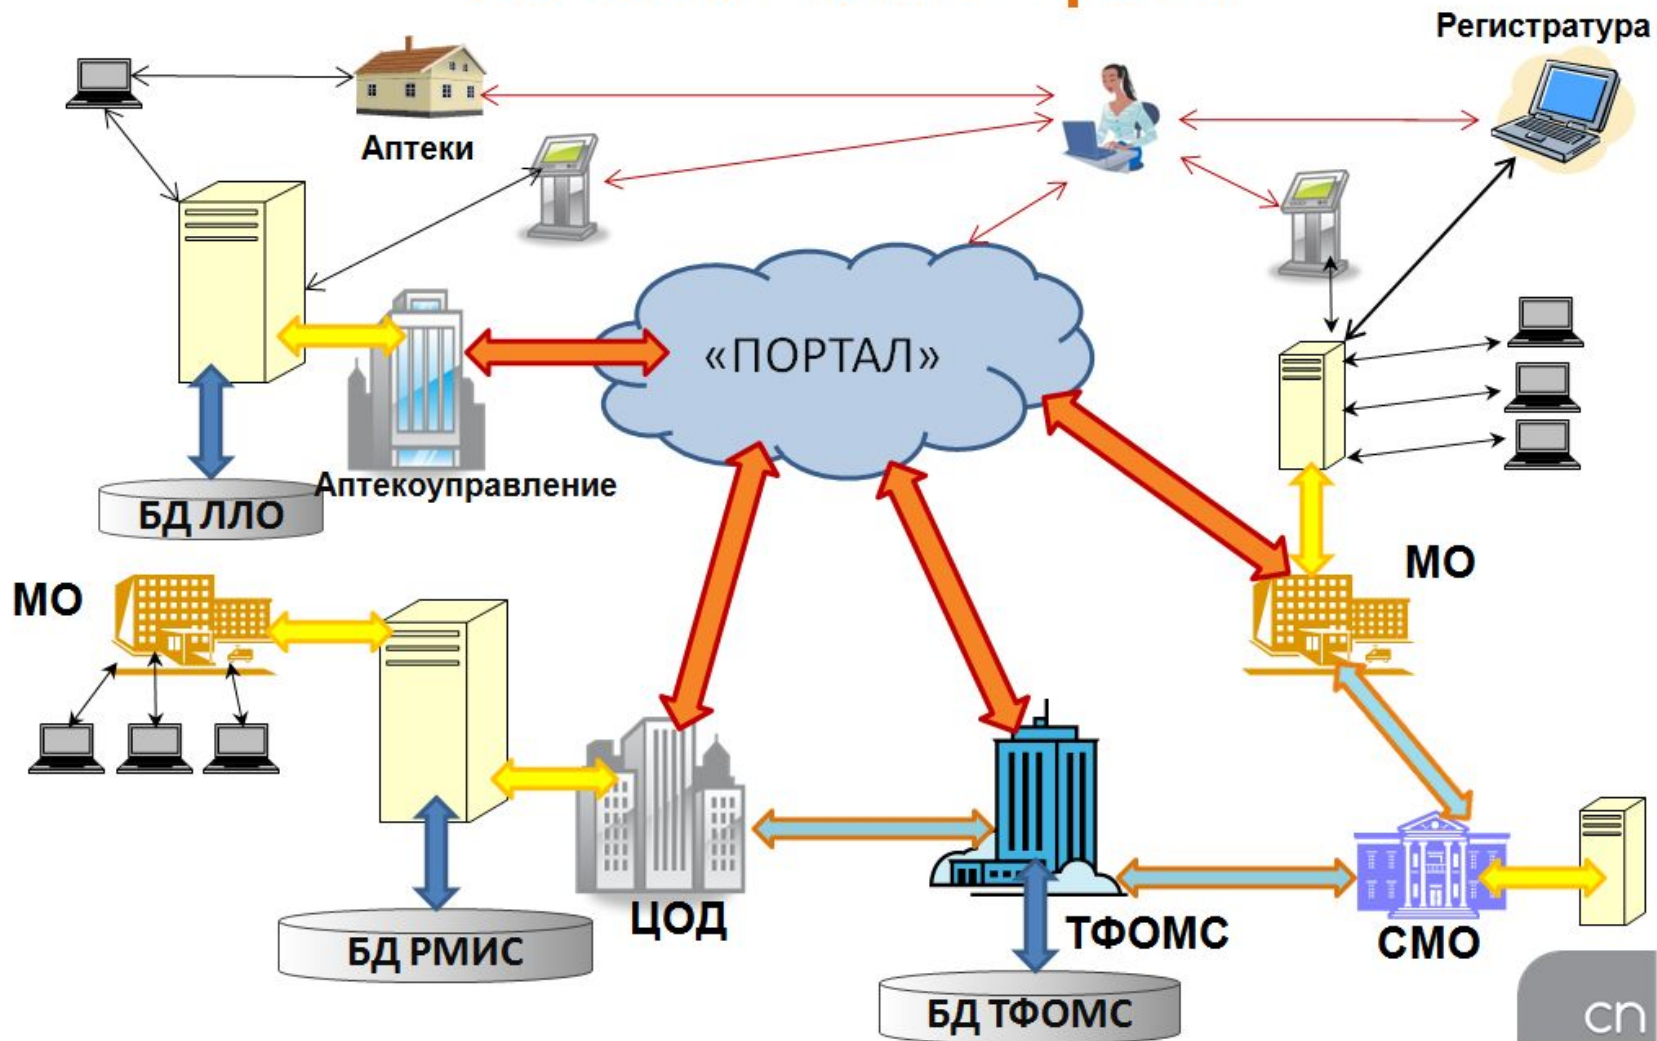 Регистратура
Аптеки
«ПОРТАЛ»
Аптекоуправление
БД ЛЛО
МО
МО
ЦОД
ТФОМС
СМО
БД РМИС
БД ТФОМС
cn